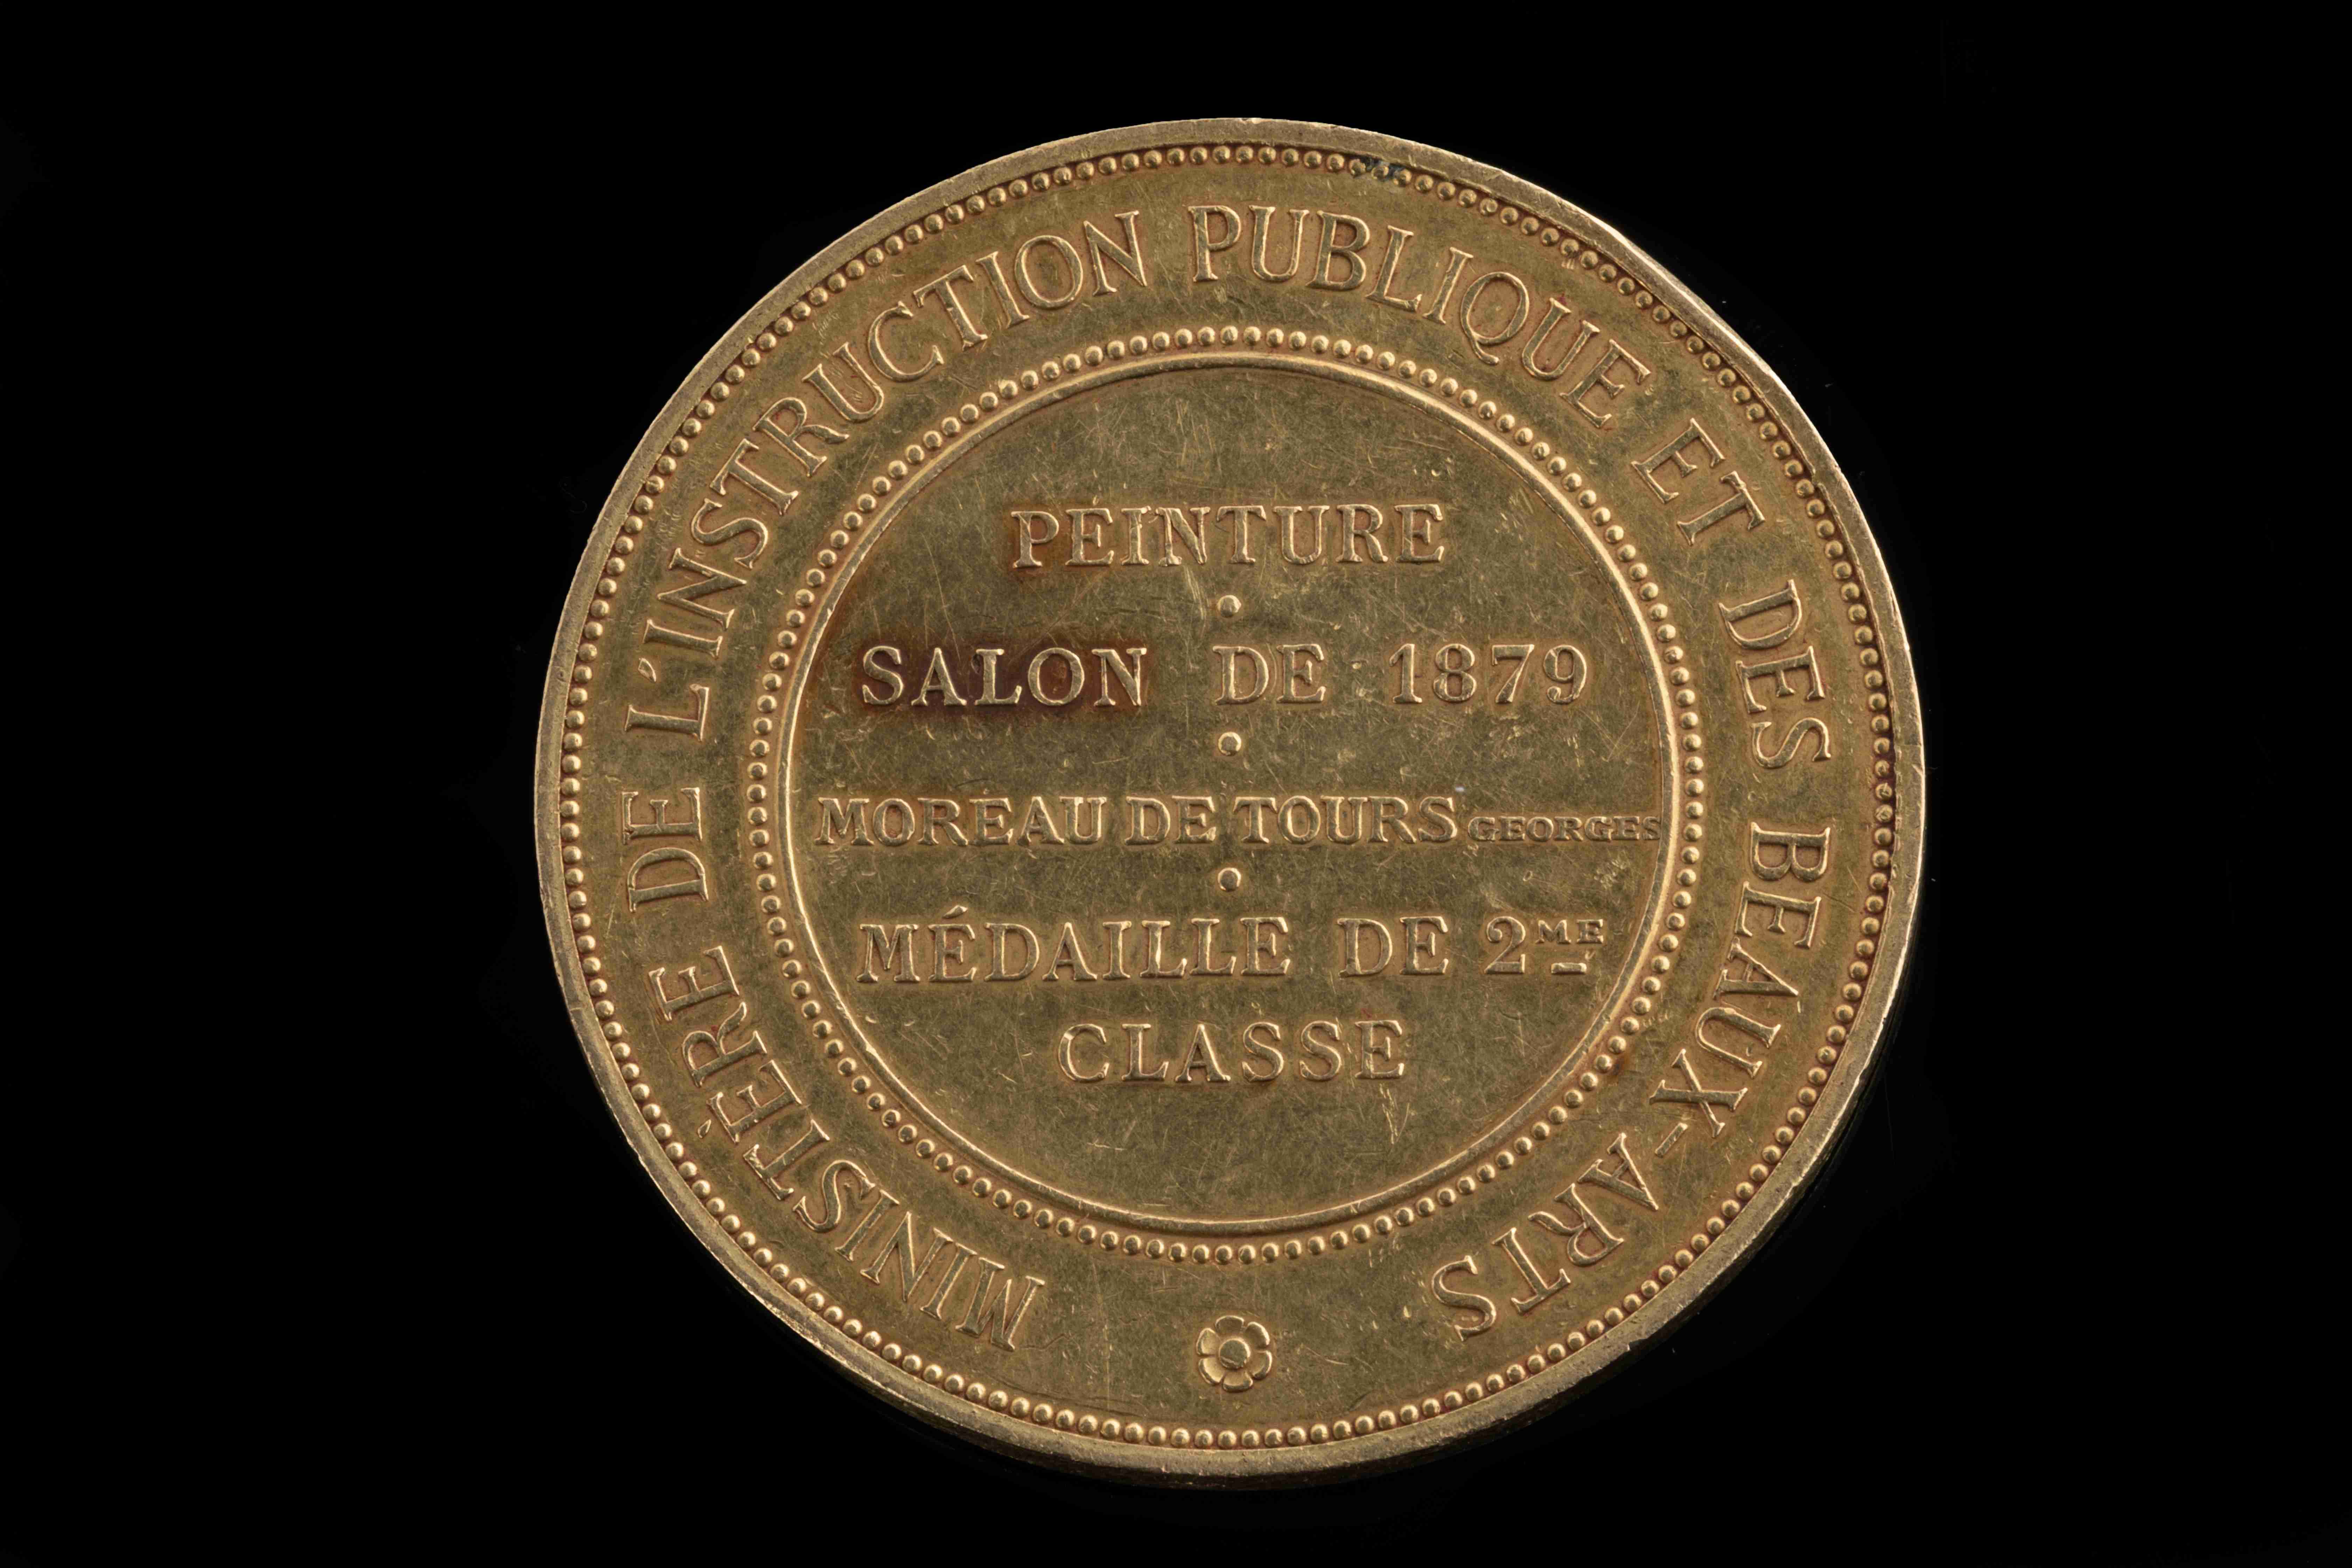 MINISTÈRE DE L'INSTRUCTION PUBLIQUE ET DES BEAUX-ARTS
PEINTURE
SALON DE 1879
MOREAU DE TOURS GEORGES
MÉDAILLE DE 2ME
CLASSE